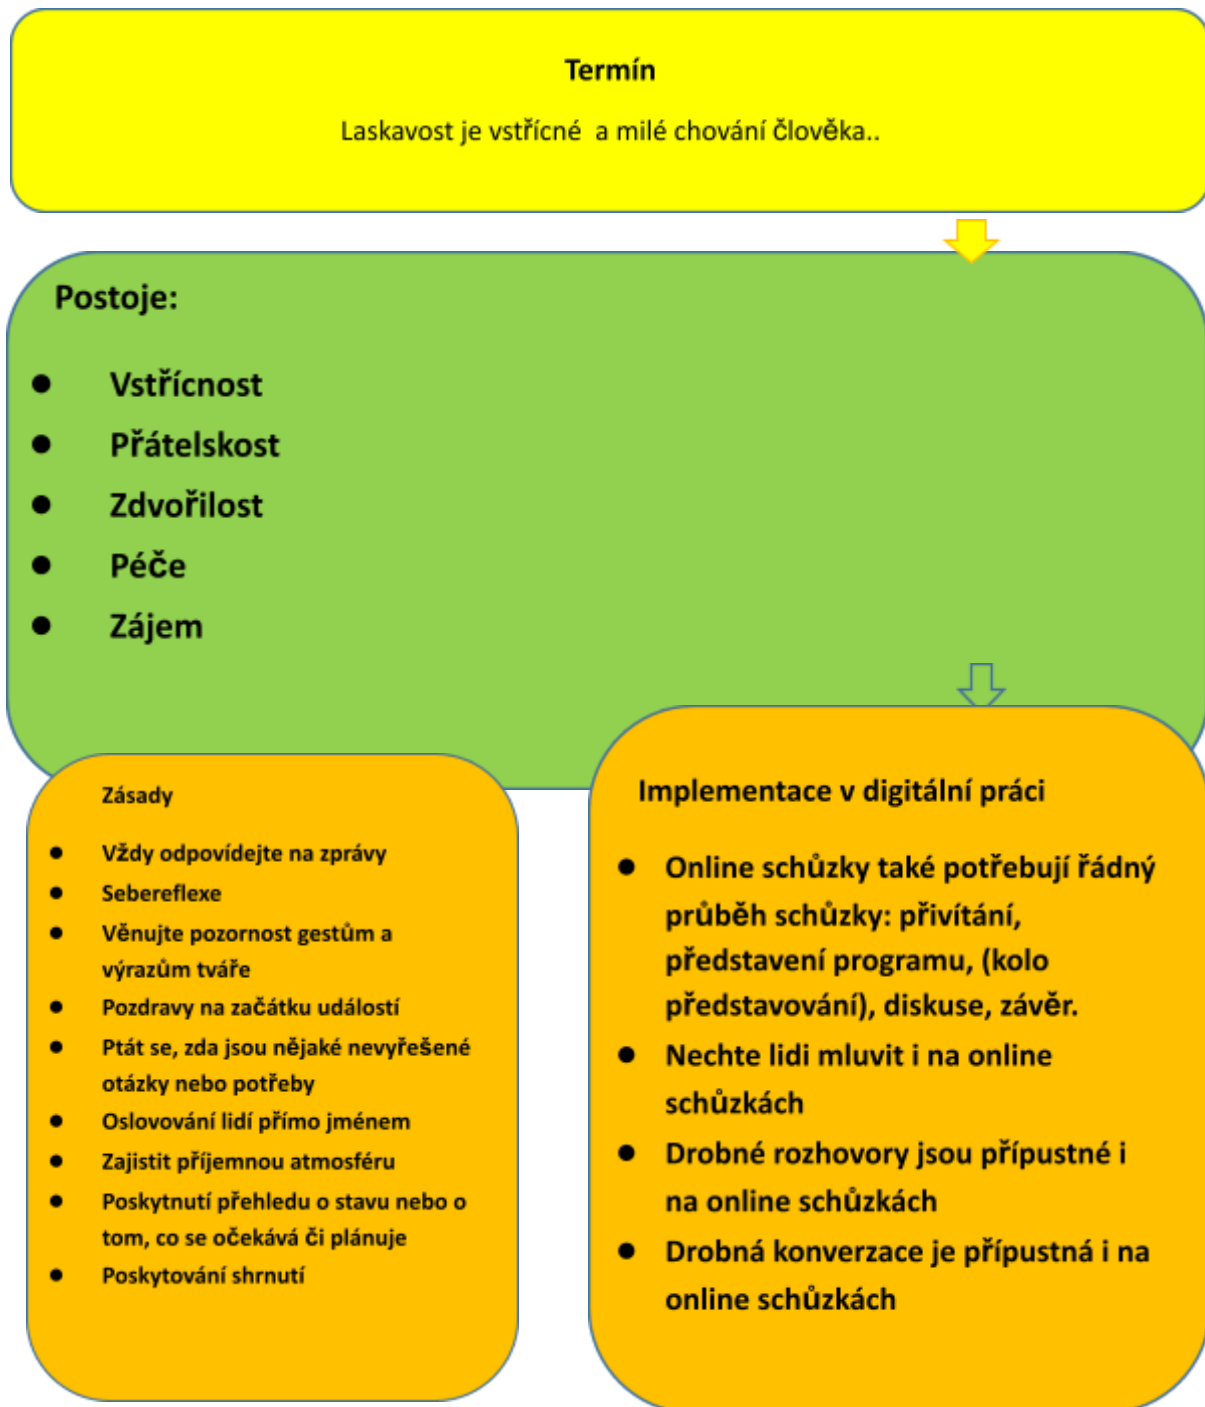 Termín
Laskavost je vstřícné  a milé chování člověka..
Postoje:
● Vstřícnost
● Přátelskost
● Zdvořilost
● Péče
● Zájem
Zásady
● Vždy odpovídejte na zprávy
● Sebereflexe
● Věnujte pozornost gestům a
výrazům tváře
● Pozdravy na začátku událostí
● Ptát se, zda jsou nějaké nevyřešené
otázky nebo potřeby
● Oslovování lidí přímo jménem
● Zajistit příjemnou atmosféru
● Poskytnutí přehledu o stavu nebo o
tom, co se očekává či plánuje
● Poskytování shrnutí
Implementace v digitální práci
● Online schůzky také potřebují řádný
průběh schůzky: přivítání,
představení programu, (kolo
představování), diskuse, závěr.
● Nechte lidi mluvit i na online
schůzkách
● Drobné rozhovory jsou přípustné i
na online schůzkách
● Drobná konverzace je přípustná i na
online schůzkách